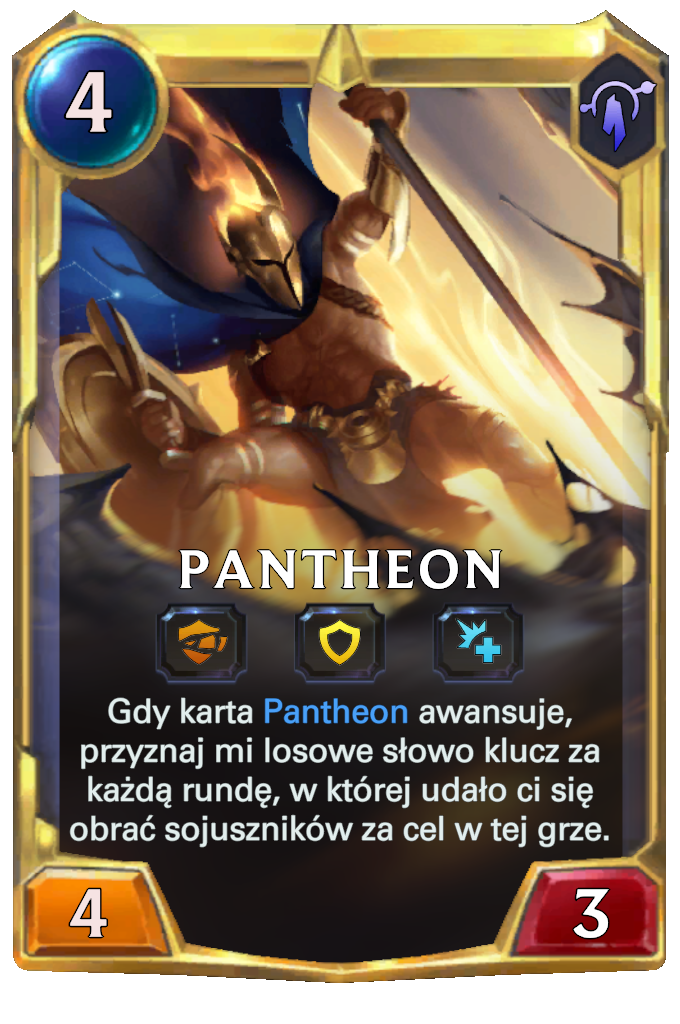 4
PANTHEON
Gdy karta Pantheon awansuje,
przyznaj mi losowe słowo klucz za
każdą rundę, w której udało ci się
obrać sojuszników za cel w tej grze.
4
3